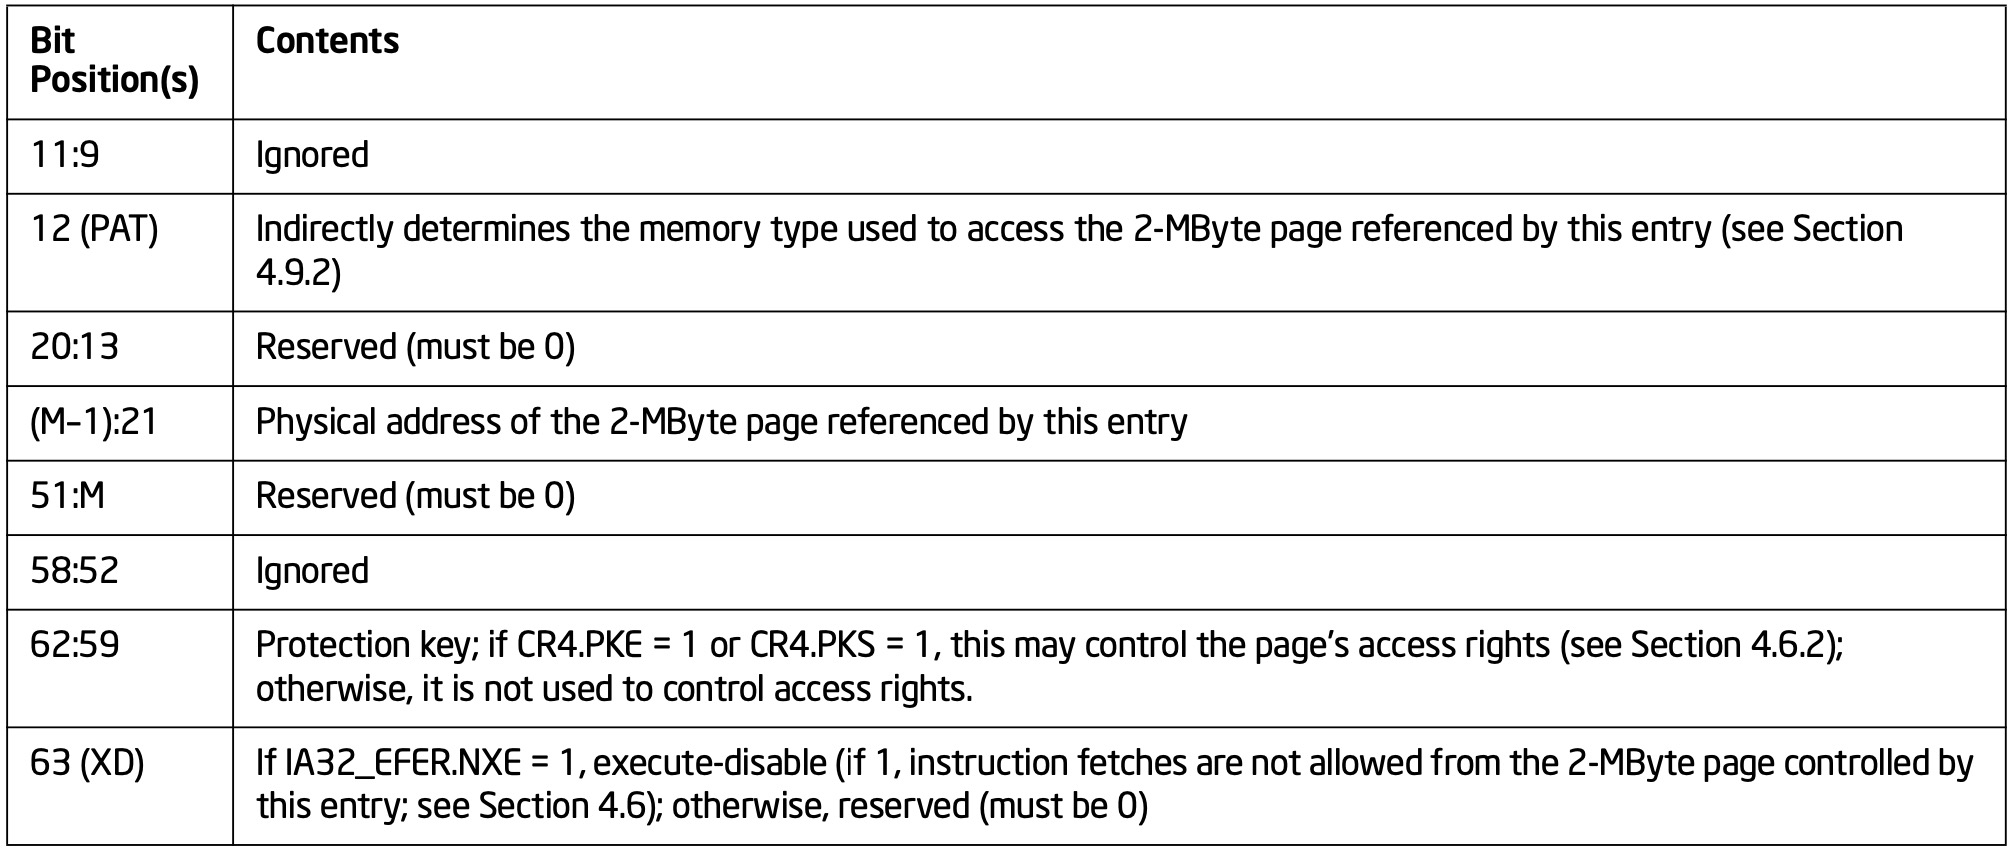 Bit
Position(s)
Contents
11:9
Ignored
12 (PAT)
Indirectly determines the memory type used to access the 2-MByte page referenced by this entry (see Section
4.9.2)
20:13
Reserved (must be 0)
(M–1):21
Physical address of the 2-MByte page referenced by this entry
51:M
Reserved (must be 0)
58:52
Ignored
62:59
Protection key; if CR4.PKE = 1 or CR4.PKS = 1, this may control the page’s access rights (see Section 4.6.2);
otherwise, it is not used to control access rights.
63 (XD)
If IA32_EFER.NXE = 1, execute-disable (if 1, instruction fetches are not allowed from the 2-MByte page controlled by
this entry; see Section 4.6); otherwise, reserved (must be 0)